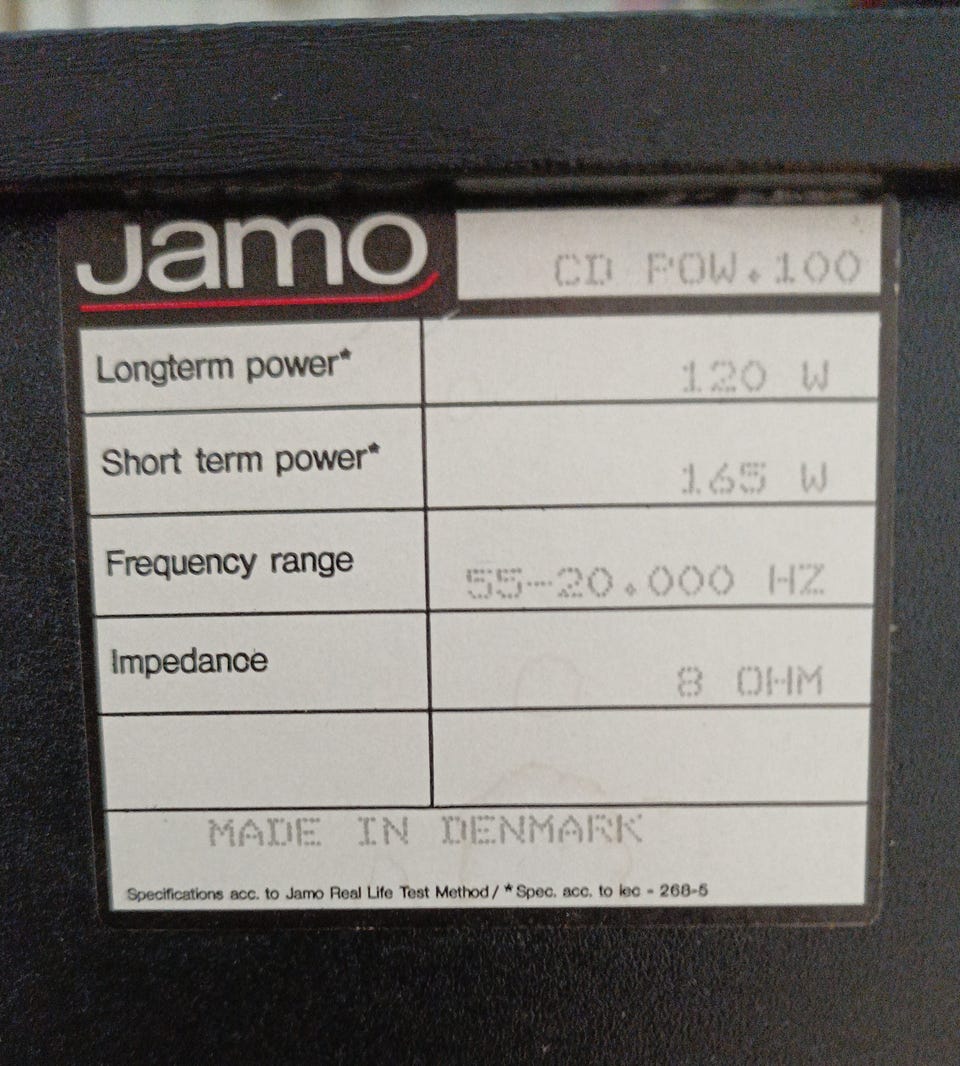 Jamo CD POW.100
Longterm power* 120 W
Short term power* 165 W
Frequency range 55-20.000 HZ
Impedance 8 OHM
MADE IN DENMARK
Specifications acc. to Jamo Real Life Test Method / * Spec. acc. to Iec - 268-5